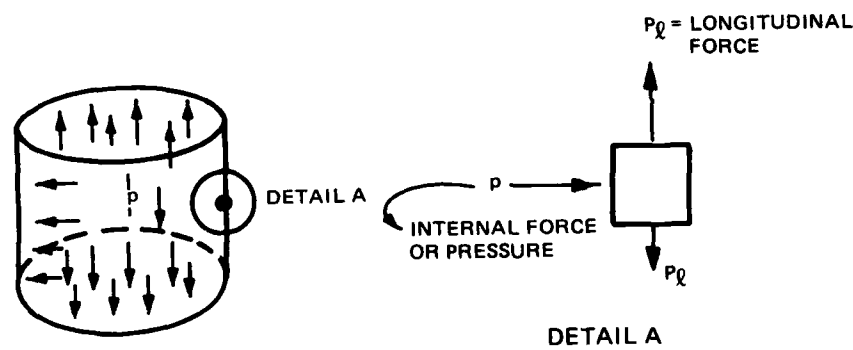 p
DETAIL A
Pℓ = LONGITUDINAL
FORCE
p
INTERNAL FORCE
OR PRESSURE
Pℓ
DETAIL A